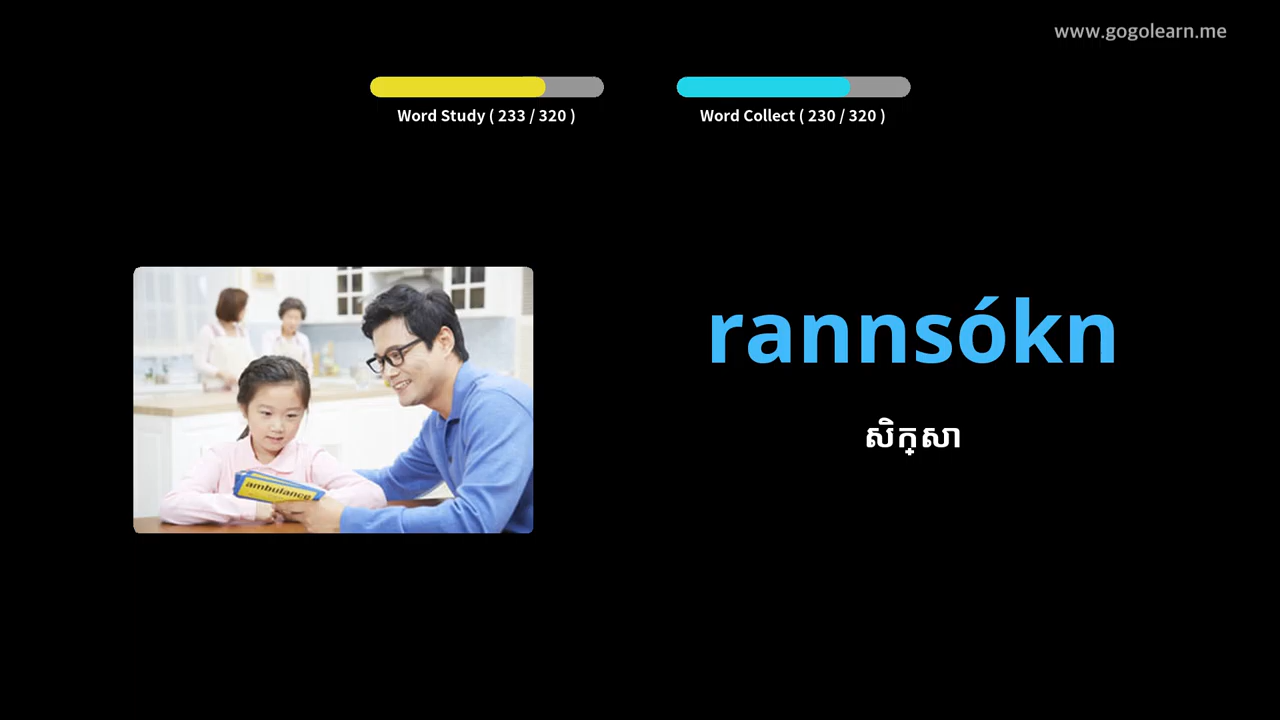 www.gogolearn.me
Word Study ( 233 / 320 )
Word Collect ( 230 / 320 )
rannsókn
សិក្សា
ambulance